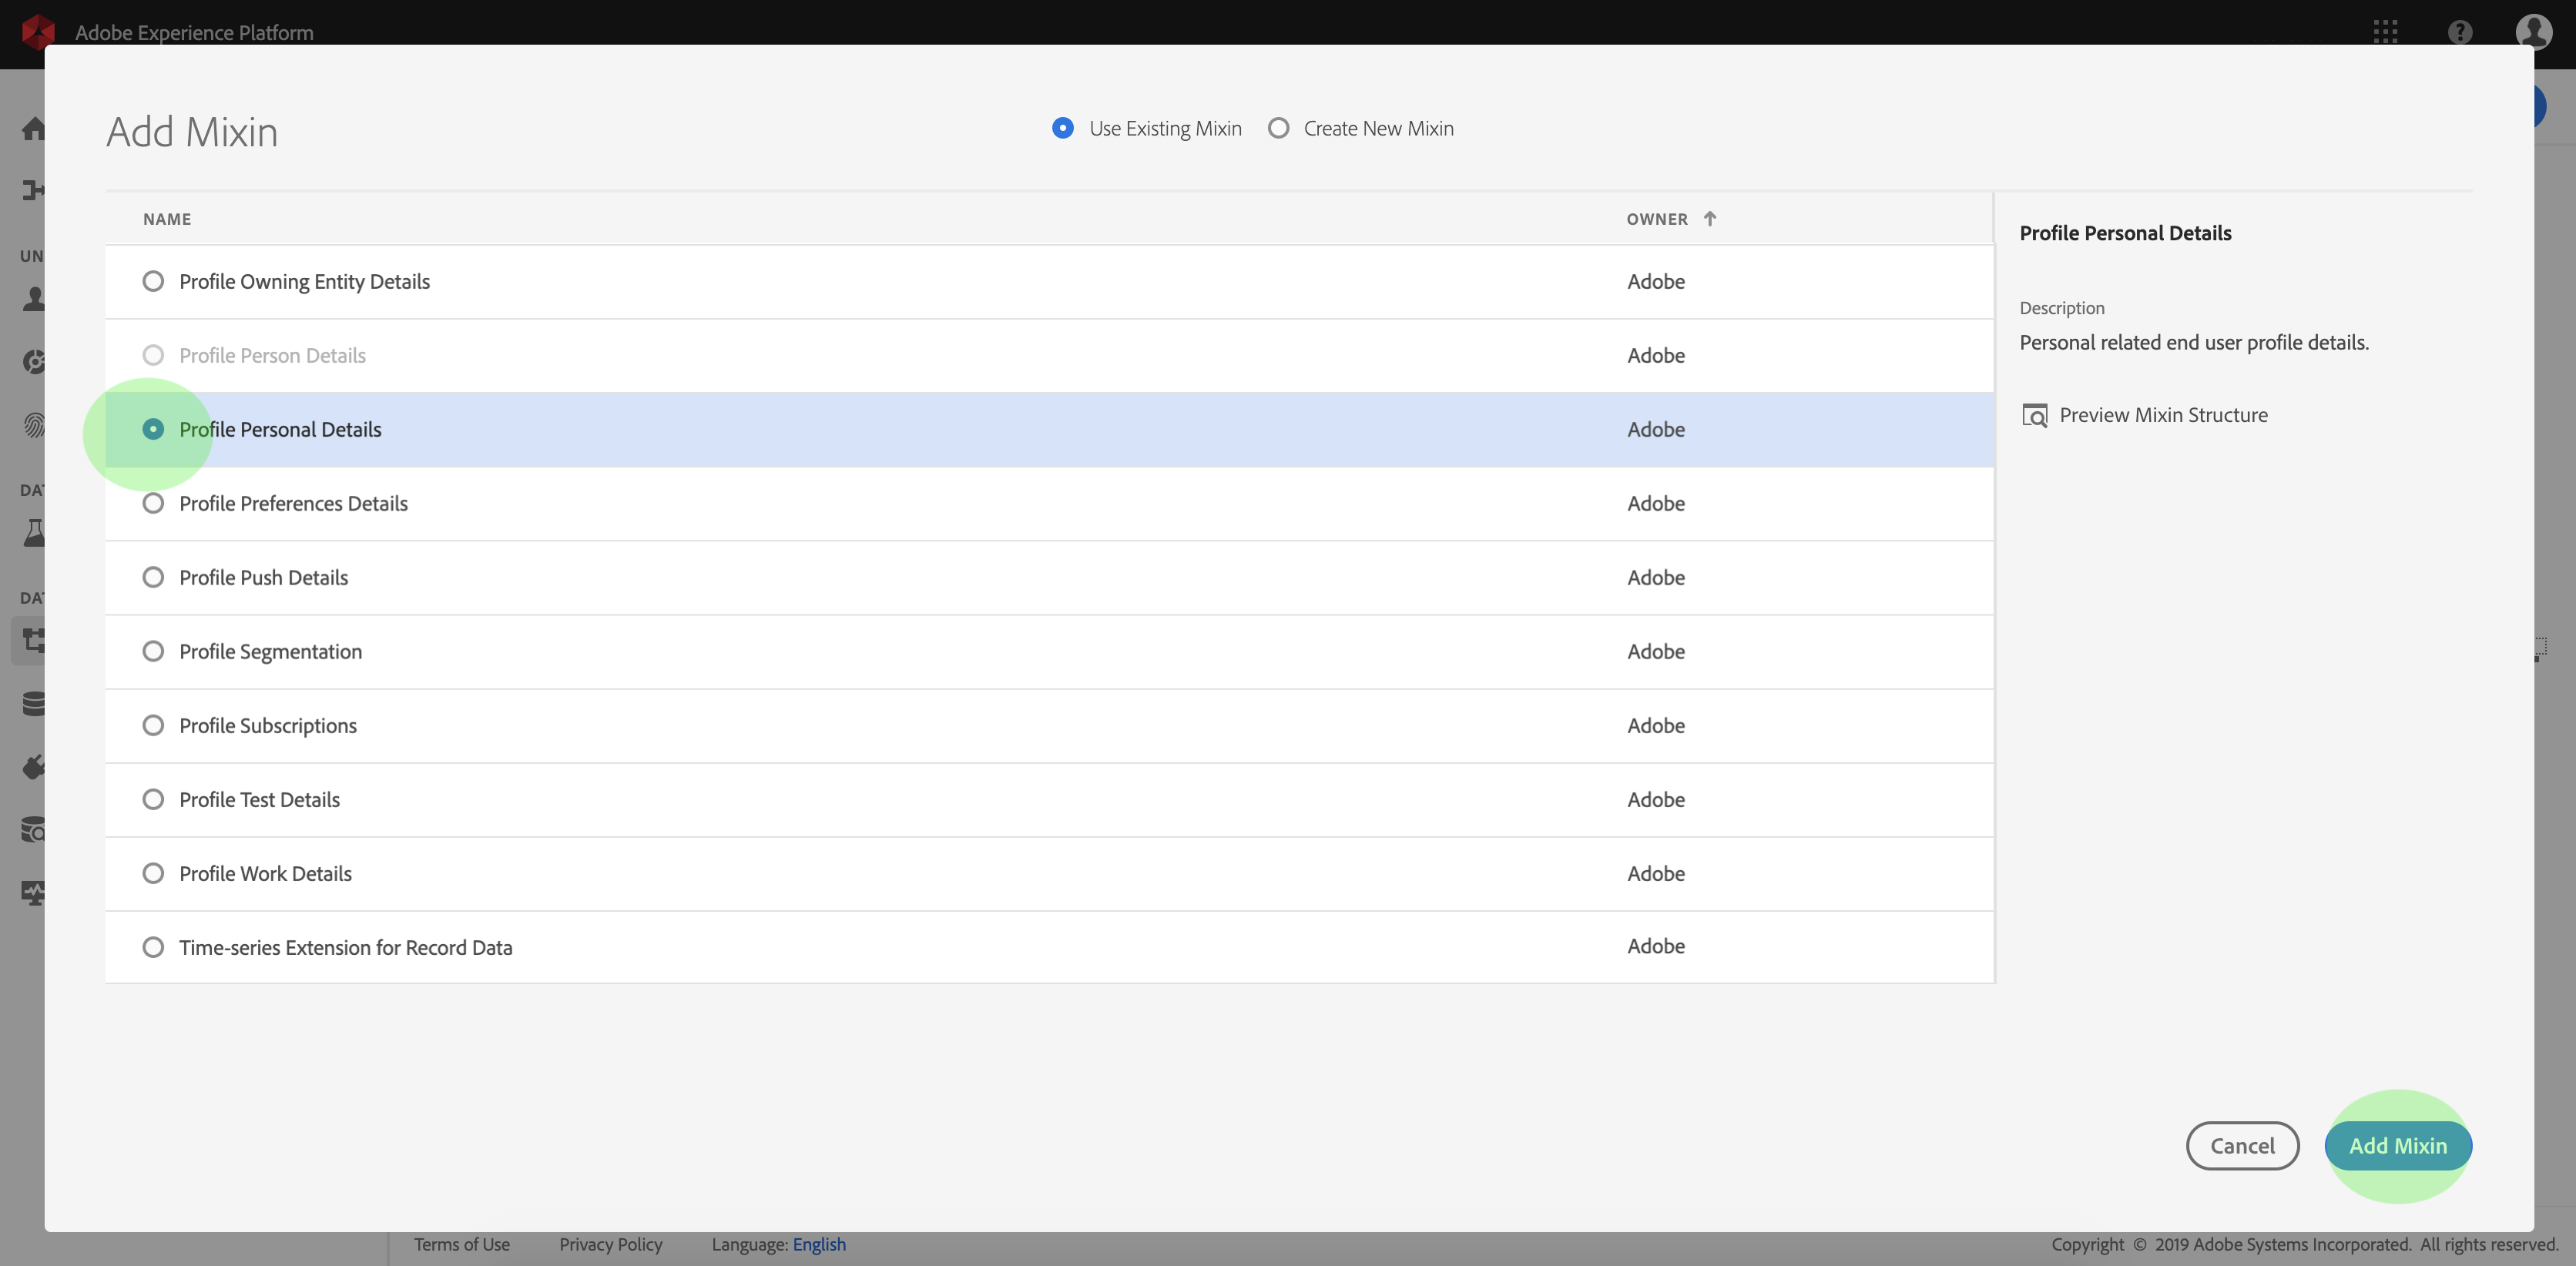 Adobe Experience Platform
Add Mixin
Use Existing Mixin Create New Mixin
NAME OWNER
Profile Owning Entity Details Adobe
Profile Person Details Adobe
Profile Personal Details Adobe
Profile Preferences Details Adobe
Profile Push Details Adobe
Profile Segmentation Adobe
Profile Subscriptions Adobe
Profile Test Details Adobe
Profile Work Details Adobe
Time-series Extension for Record Data Adobe
Profile Personal Details
Description
Personal related end user profile details.
Preview Mixin Structure
UN
DAT
DAT
Cancel Add Mixin
Terms of Use Privacy Policy Language: English Copyright © 2019 Adobe Systems Incorporated. All rights reserved.